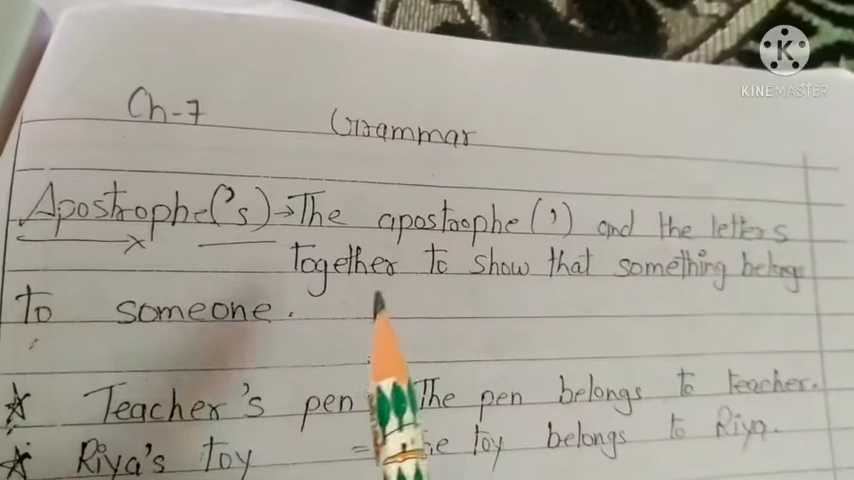 K
KINEMASTER
Ch-7 Grammar
Apostrophe('s)→The apostrophe (') and the letters
together to show that something belongs
to someone.
Teacher's pen The pen belongs to teacher.
Riya's toy = toy belongs to Riya.